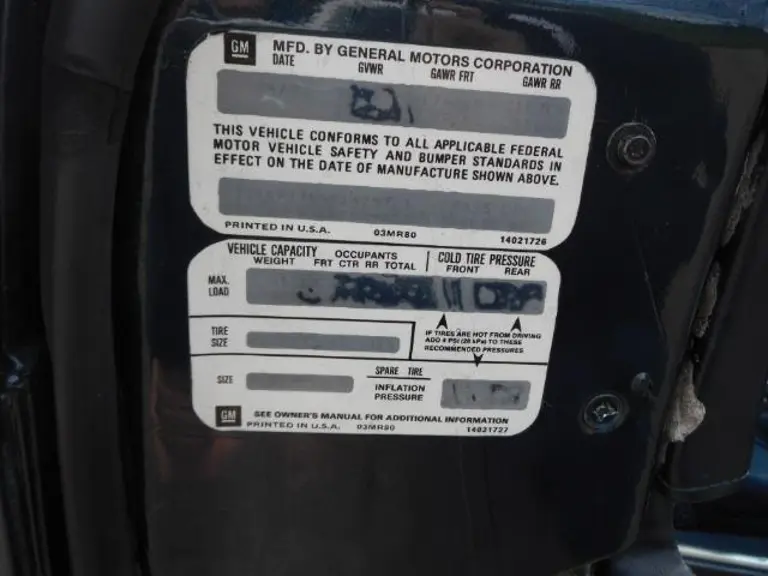 GM MFD. BY GENERAL MOTORS CORPORATION
DATE GVWR GAWR FRT GAWR RR
THIS VEHICLE CONFORMS TO ALL APPLICABLE FEDERAL
MOTOR VEHICLE SAFETY AND BUMPER STANDARDS IN
EFFECT ON THE DATE OF MANUFACTURE SHOWN ABOVE.
PRINTED IN U.S.A. 03MR80 14021726
VEHICLE CAPACITY OCCUPANTS COLD TIRE PRESSURE
WEIGHT FRT CTR RR TOTAL FRONT REAR
MAX.
LOAD
TIRE
SIZE
IF TIRES ARE HOT FROM DRIVING
ADD 4 PSI (28 kPa) TO THESE
RECOMMENDED PRESSURES
SPARE TIRE
SIZE INFLATION
PRESSURE
GM SEE OWNER'S MANUAL FOR ADDITIONAL INFORMATION
PRINTED IN U.S.A. 03MR80 14021727